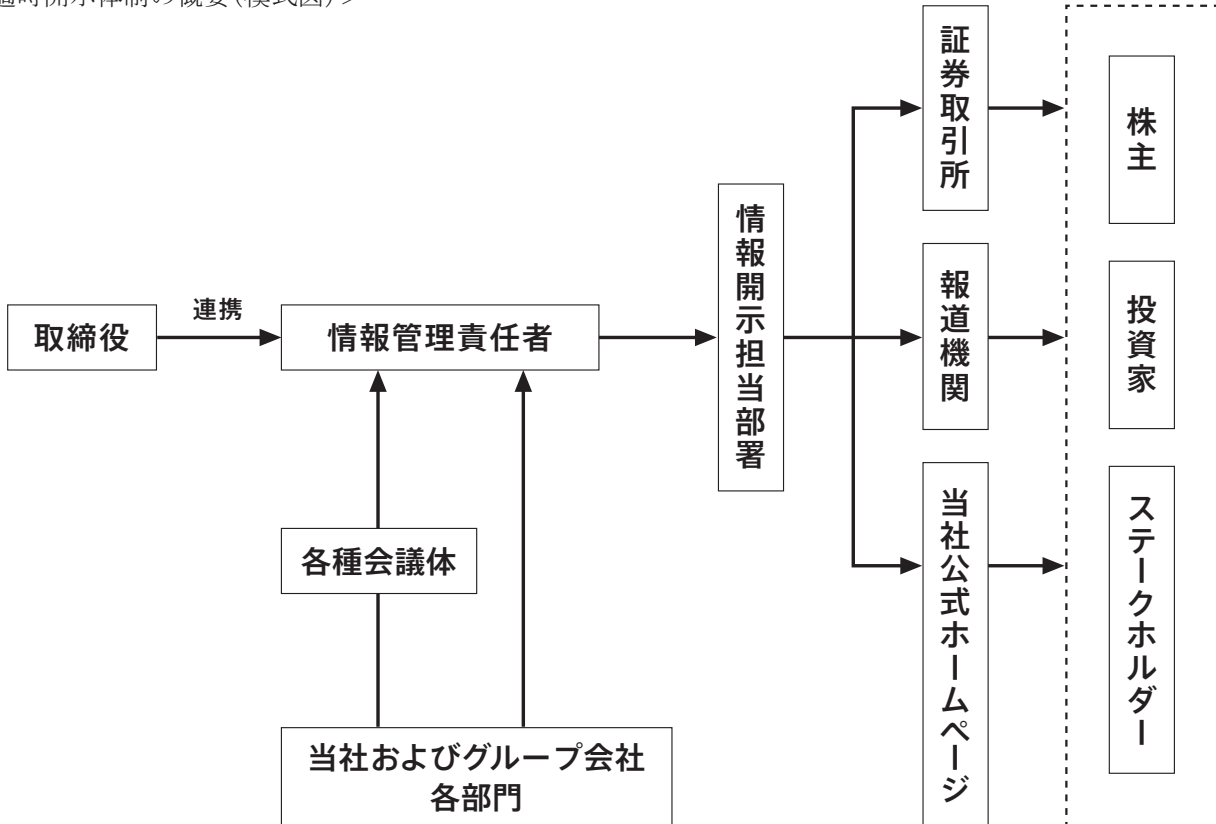 適時開示体制の概要（模式図）＞
証券取引所
株主
情報開示担当部署
報道機関
投資家
連携
取締役
情報管理責任者
各種会議体
当社公式ホームページ
ステークホルダー
当社およびグループ会社
各部門